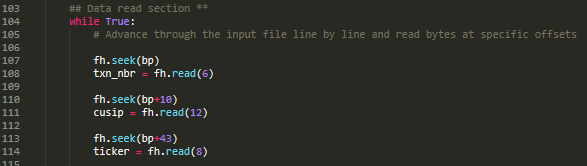 103 ## Data read section **
104 while True:
105 # Advance through the input file line by line and read bytes at specific offsets
106
107 fh.seek(bp)
108 txn_nbr = fh.read(6)
109
110 fh.seek(bp+10)
111 cusip = fh.read(12)
112
113 fh.seek(bp+43)
114 ticker = fh.read(8)
115